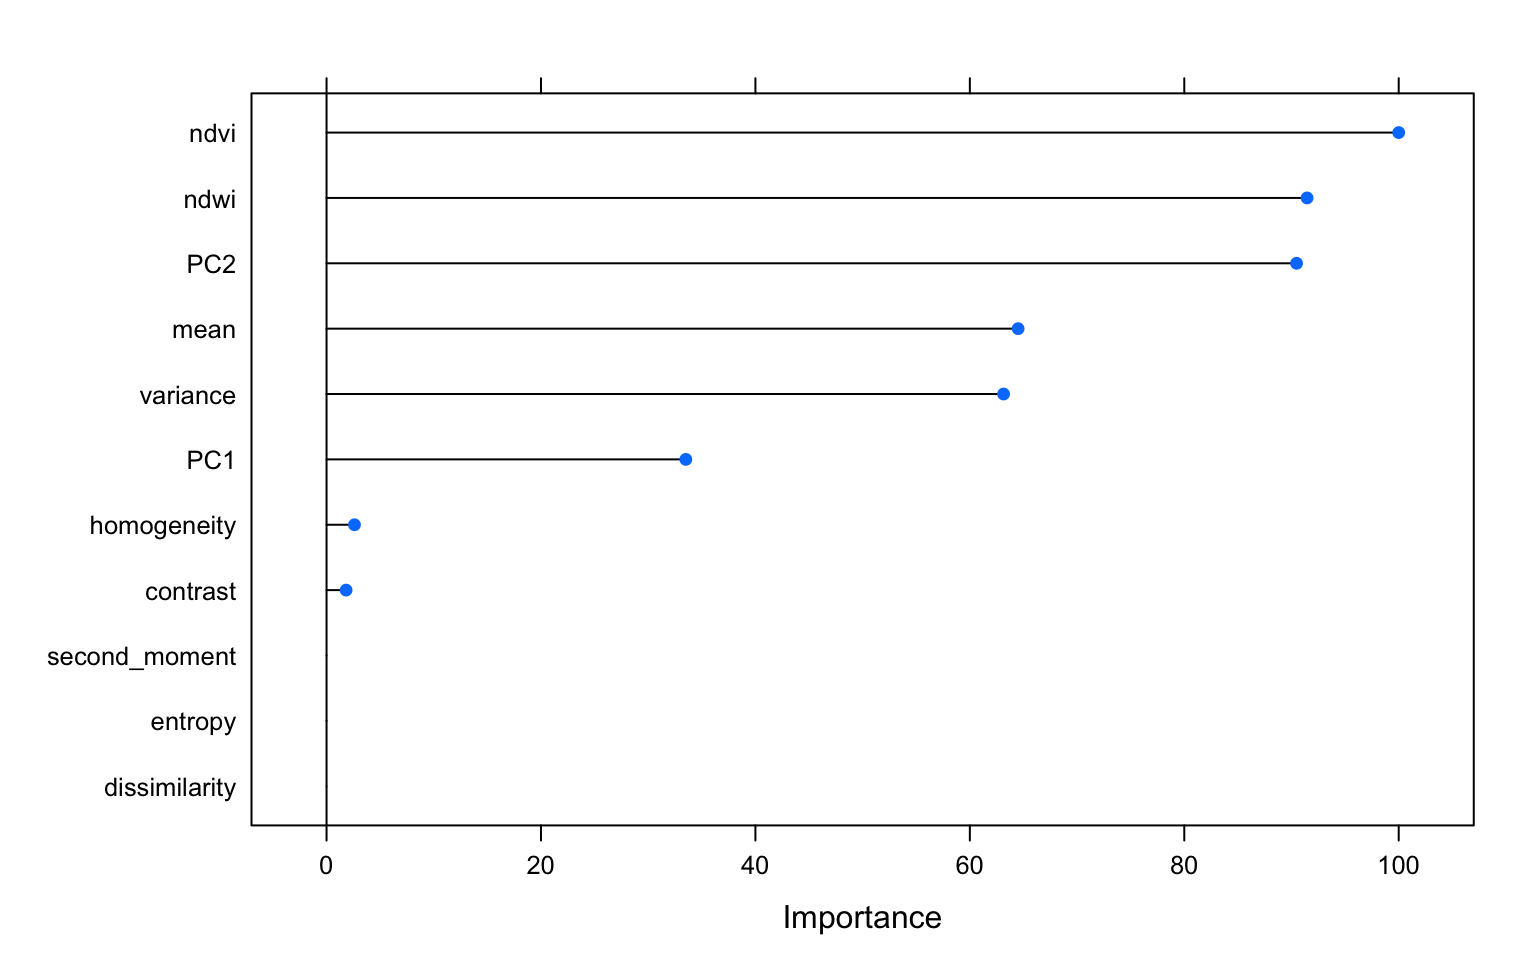 ndvi
ndwi
PC2
mean
variance
PC1
homogeneity
contrast
second_moment
entropy
dissimilarity
0 20 40 60 80 100
Importance